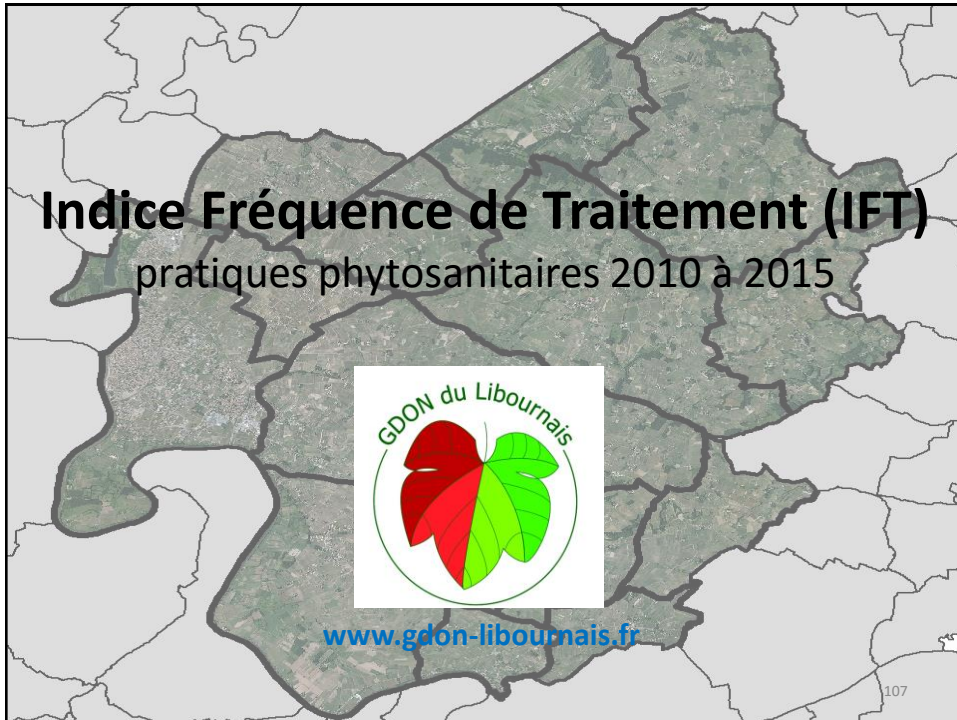 Indice Fréquence de Traitement (IFT)
pratiques phytosanitaires 2010 à 2015
GDON du Libournais
www.gdon-libournais.fr
107